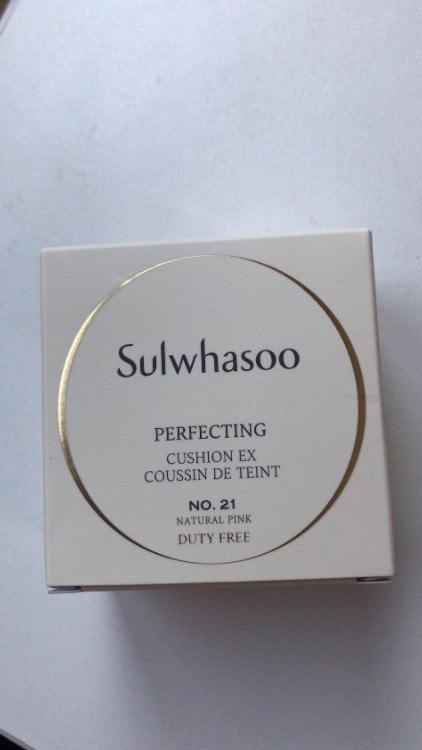 Sulwhasoo
PERFECTING
CUSHION EX
COUSSIN DE TEINT
NO. 21
NATURAL PINK
DUTY FREE